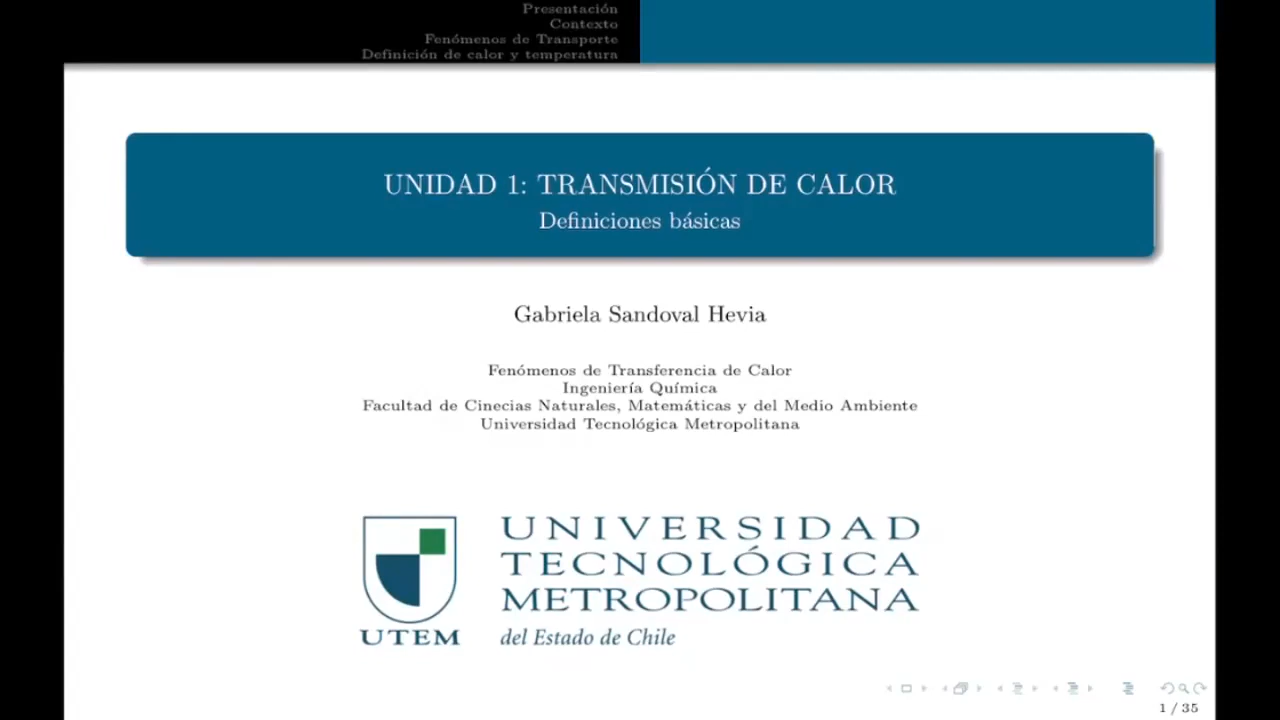 Presentación
Contexto
Fenómenos de Transporte
Definición de calor y temperatura
UNIDAD 1: TRANSMISIÓN DE CALOR
Definiciones básicas
Gabriela Sandoval Hevia
Fenómenos de Transferencia de Calor
Ingeniería Química
Facultad de Cinecias Naturales, Matemáticas y del Medio Ambiente
Universidad Tecnológica Metropolitana
UNIVERSIDAD
TECNOLÓGICA
METROPOLITANA
UTEM
del Estado de Chile
1 / 35